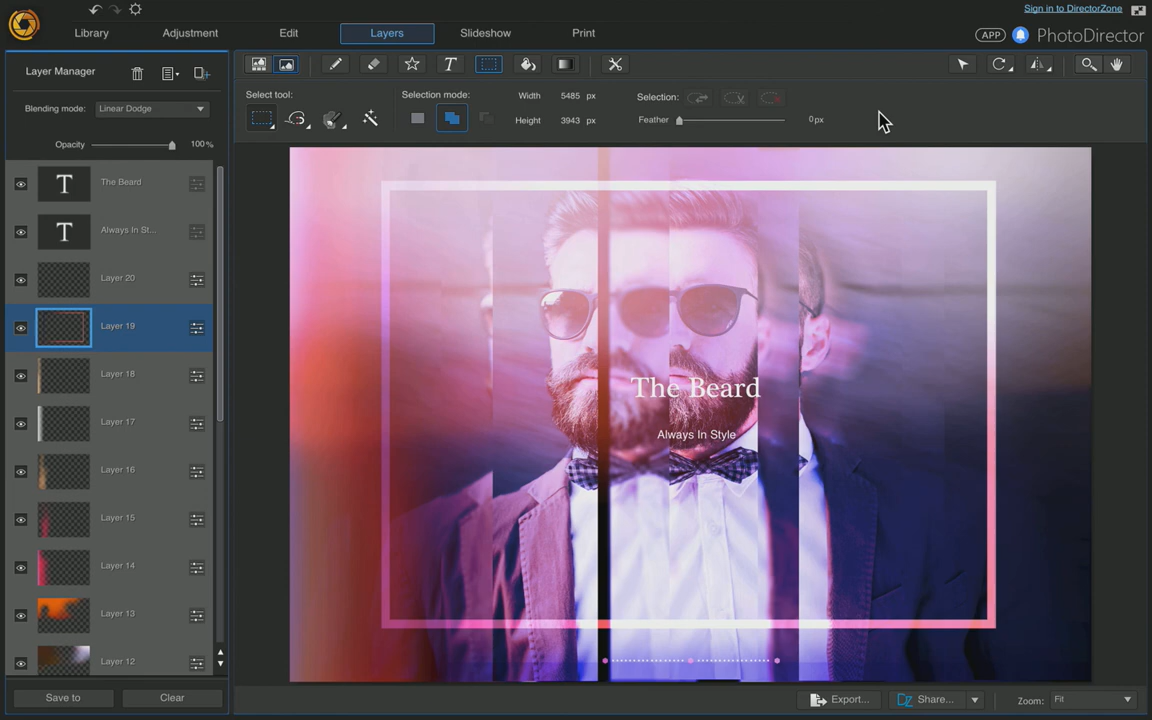 Sign in to DirectorZone
Library
Adjustment
Edit
Layers
Slideshow
Print
APP
PhotoDirector
Layer Manager
Blending mode:
Linear Dodge
Opacity
100%
Select tool:
Selection mode:
Width
5485 px
Height
3943 px
Selection:
Feather
0px
T
The Beard
T
Always In St...
Layer 20
Layer 19
Layer 18
Layer 17
Layer 16
Layer 15
Layer 14
Layer 13
Layer 12
The Beard
Always In Style
Save to
Clear
Export...
Share...
Zoom:
Fit